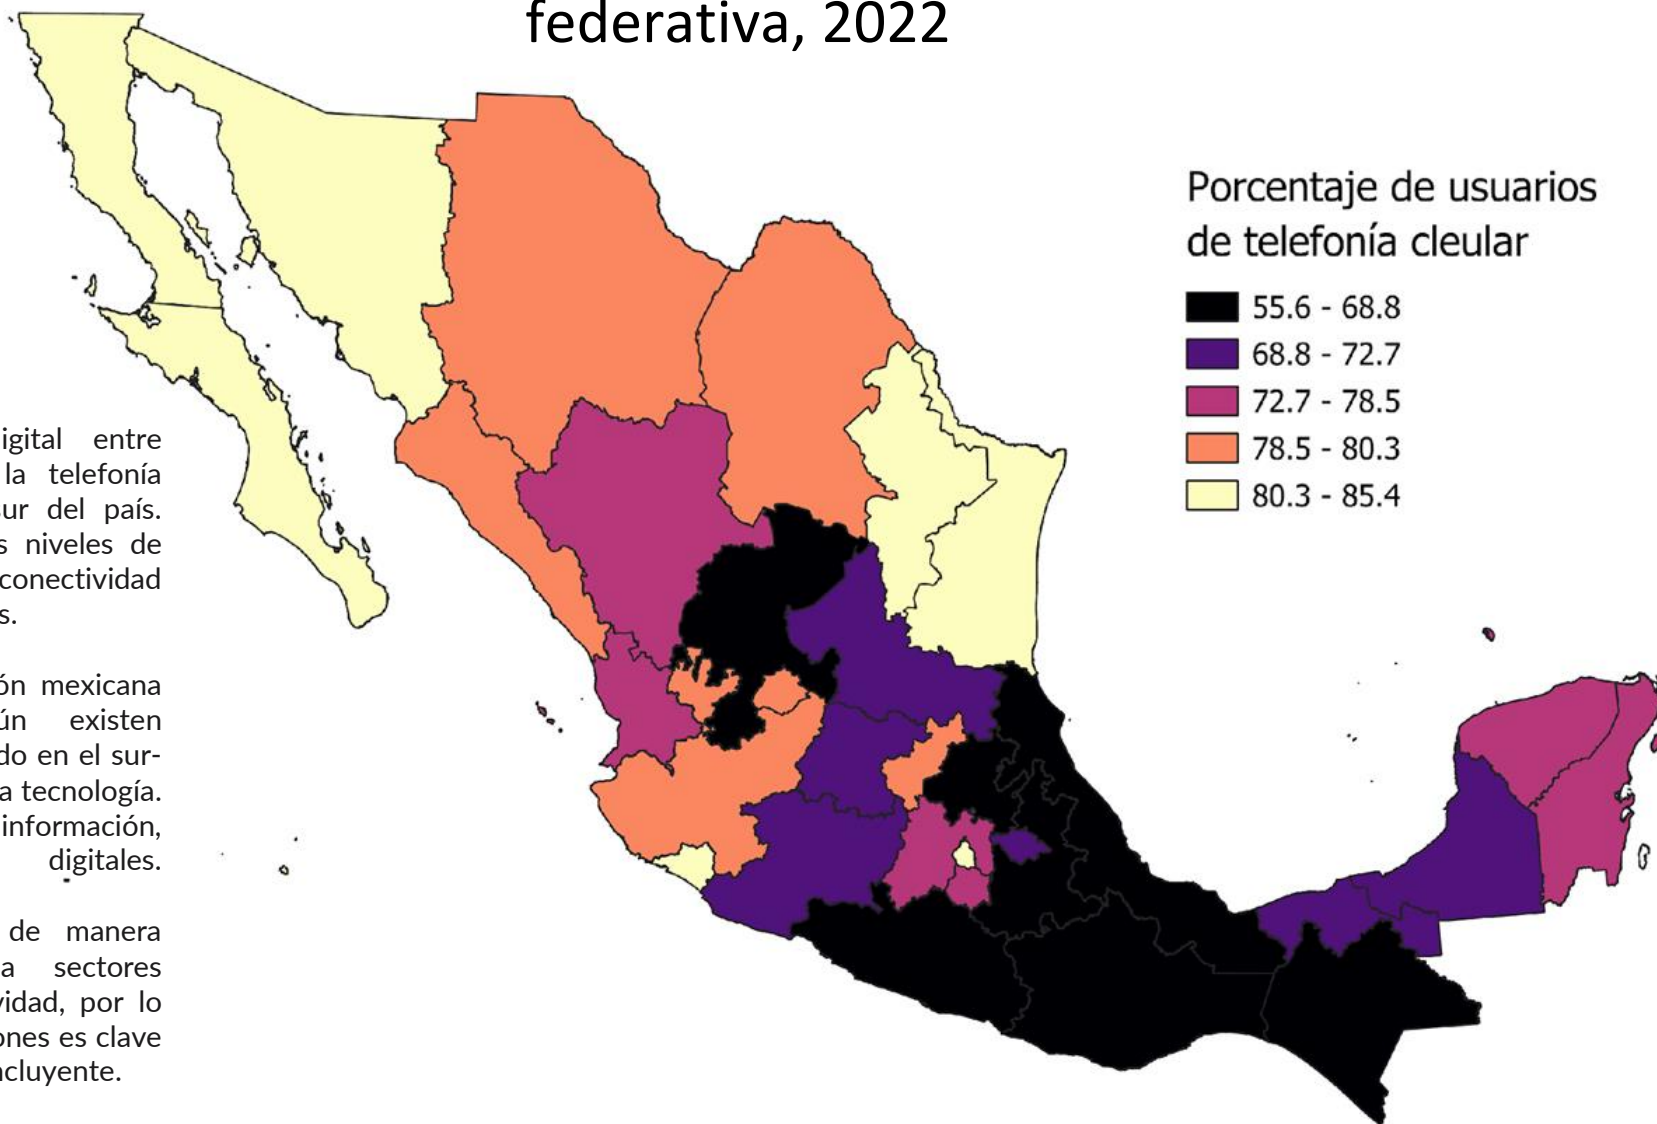 federativa, 2022
Porcentaje de usuarios
de telefonía cleular
55.6 - 68.8
68.8 - 72.7
72.7 - 78.5
78.5 - 80.3
80.3 - 85.4
igital entre
la telefonía
sur del país.
s niveles de
conectividad
s.
ón mexicana
ún existen
do en el sur-
a tecnología.
información,
digitales.
de manera
a sectores
vidad, por lo
ones es clave
ncluyente.